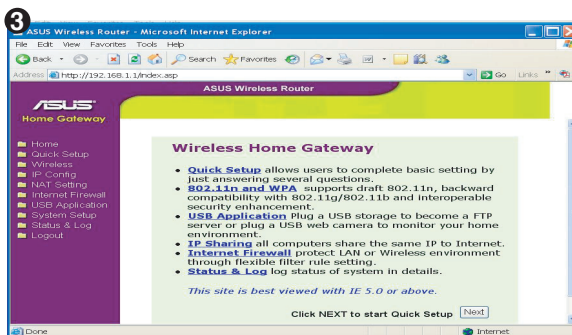 3
ASUS Wireless Router - Microsoft Internet Explorer
File Edit View Favorites Tools Help
Back Search Favorites
Address http://192.168.1.1/index.asp Go Links »
ASUS Wireless Router
ASUS
Home Gateway
Home
Quick Setup
Wireless
IP Config
NAT Setting
Internet Firewall
USB Application
System Setup
Status & Log
Logout
Wireless Home Gateway
• Quick Setup allows users to complete basic setting by
just answering several questions.
• 802.11n and WPA supports draft 802.11n, backward
compatibility with 802.11g/802.11b and interoperable
security enhancement.
• USB Application Plug a USB storage to become a FTP
server or plug a USB web camera to monitor your home
environment.
• IP Sharing all computers share the same IP to Internet.
• Internet Firewall protect LAN or Wireless environment
through flexible filter rule setting.
• Status & Log log status of system in details.
This site is best viewed with IE 5.0 or above.
Click NEXT to start Quick Setup Next
Done Internet